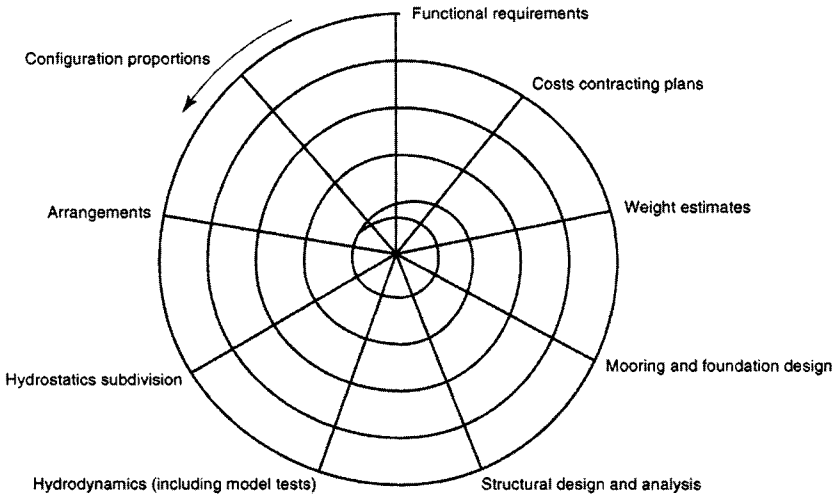 Functional requirements
Configuration proportions
Costs contracting plans
Arrangements
Weight estimates
Hydrostatics subdivision
Mooring and foundation design
Hydrodynamics (including model tests)
Structural design and analysis